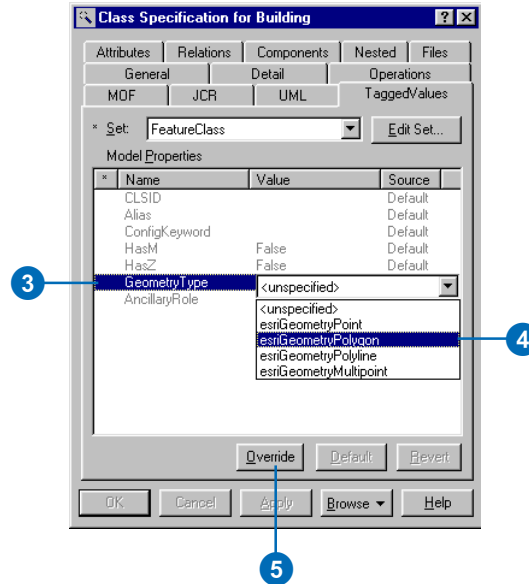 Class Specification for Building
Attributes Relations Components Nested Files
General Detail Operations
MOF JCR UML TaggedValues
* Set: FeatureClass Edit Set...
Model Properties
* Name Value Source
CLSID Default
Alias Default
ConfigKeyword Default
HasM False Default
HasZ False Default
3 GeometryType <unspecified>
AncillaryRole <unspecified>
esriGeometryPoint
esriGeometryPolygon 4
esriGeometryPolyline
esriGeometryMultipoint
Override Default Revert
OK Cancel Apply Browse Help
5